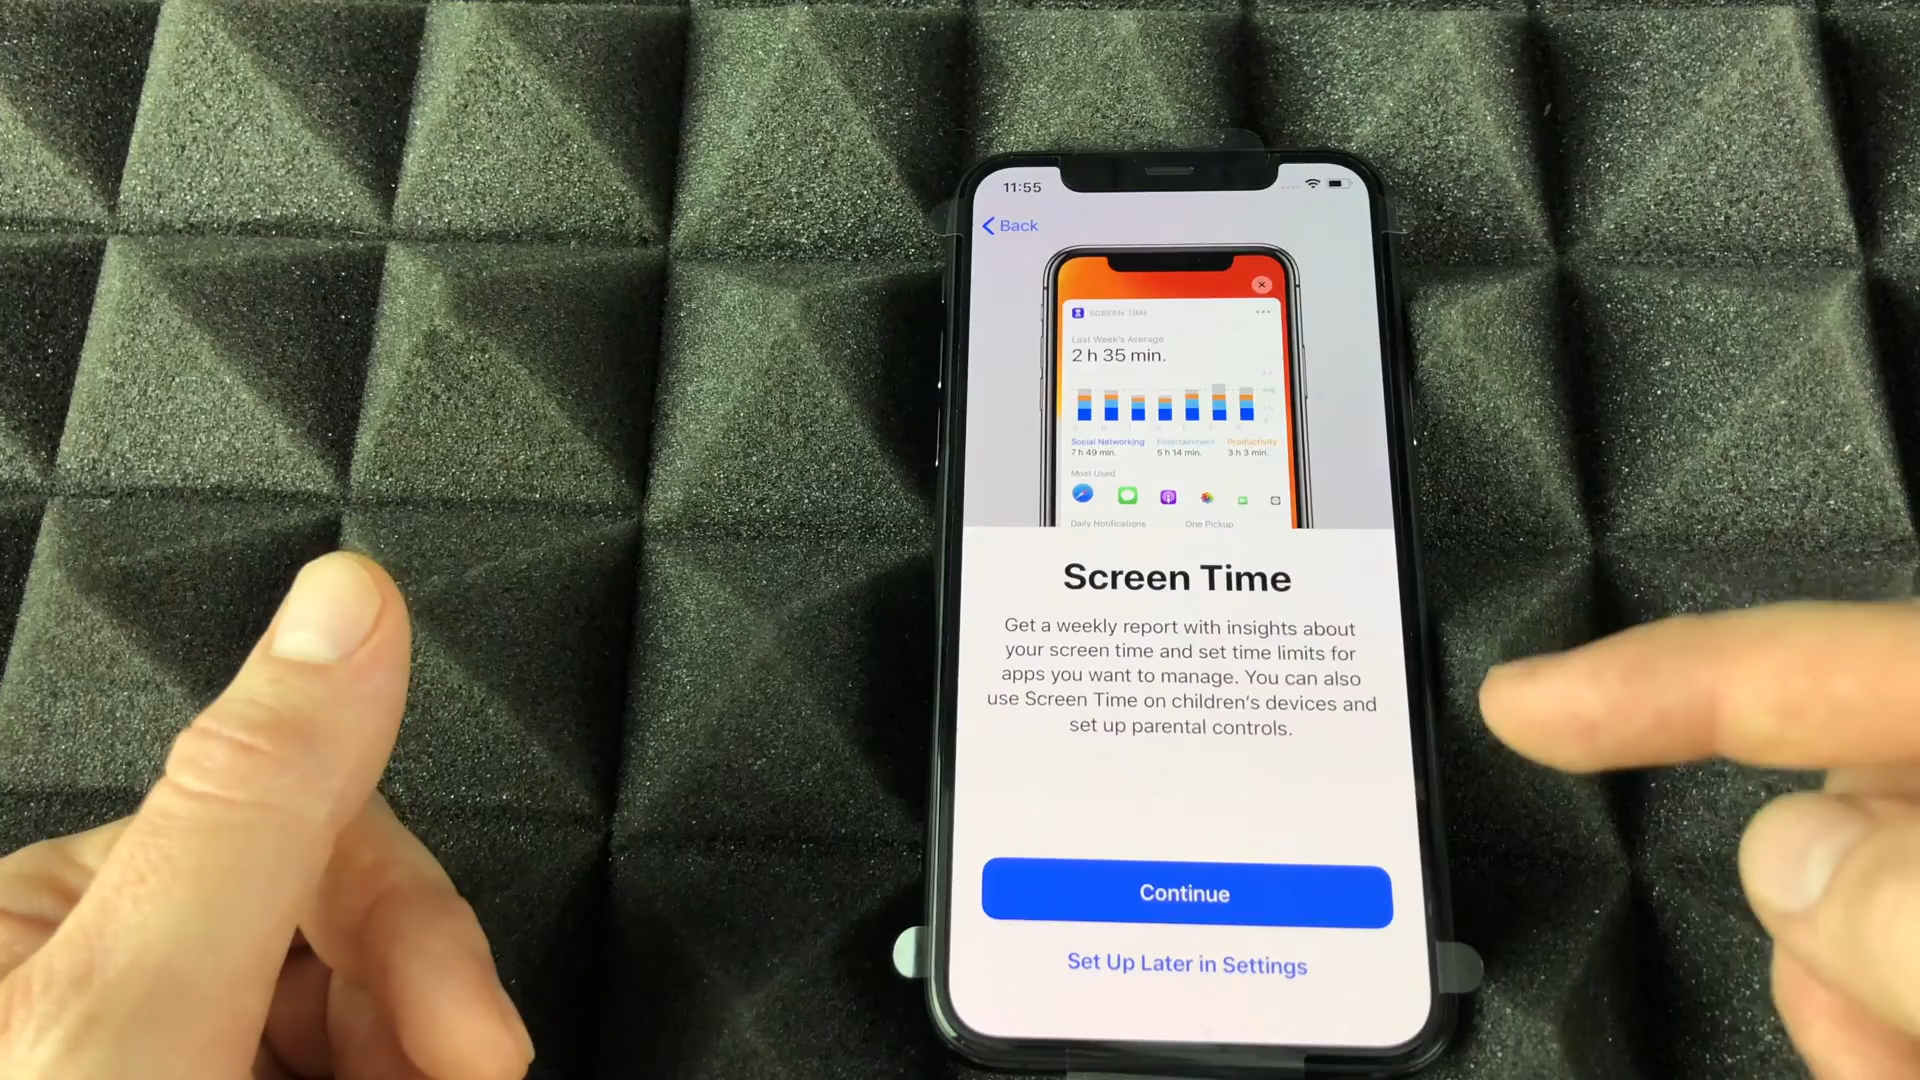 11:55
Back
SCREEN TIME
Last Week's Average
2 h 35 min.
avg
Social Networking Entertainment Productivity
7 h 49 min. 5 h 14 min. 3 h 3 min.
Most Used
Daily Notifications One Pickup
Screen Time
Get a weekly report with insights about
your screen time and set time limits for
apps you want to manage. You can also
use Screen Time on children's devices and
set up parental controls.
Continue
Set Up Later in Settings